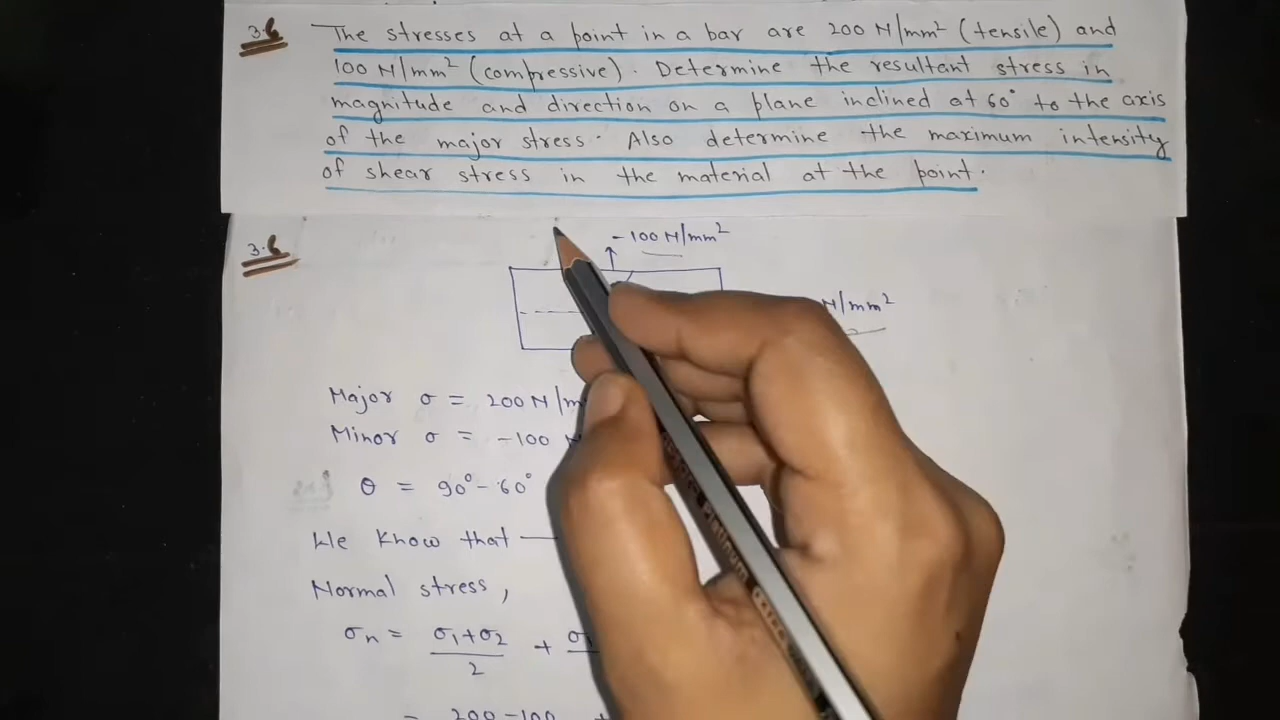 3.6 The stresses at a point in a bar are 200 N/mm² (tensile) and
100 N/mm² (compressive). Determine the resultant stress in
magnitude and direction on a plane inclined at 60° to the axis
of the major stress. Also determine the maximum intensity
of shear stress in the material at the point.
3.6
-100 N/mm²
N/mm²
Major σ = 200 N/m
Minor σ = -100
θ = 90° - 60°
We know that —
Normal stress,
σn = σ1+σ2/2 + σ
= 200-100
Platinum